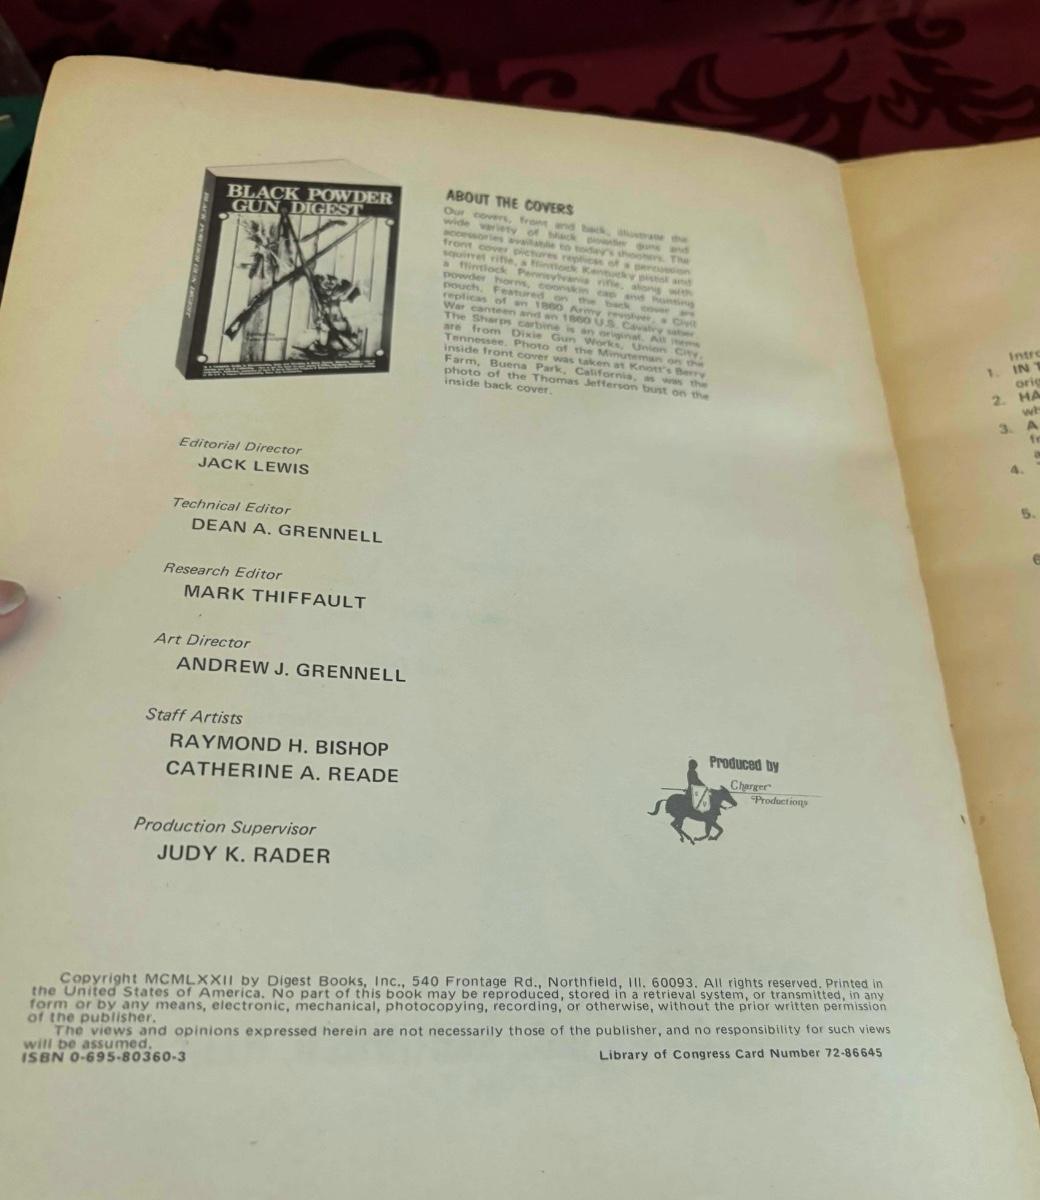 BLACK POWDER
GUN DIGEST
ABOUT THE COVERS
Our covers, front and back, illustrate the
wide variety of black powder guns and
accessories available to today's shooters. The
front cover pictures replicas of a percussion
squirrel rifle, a flintlock Kentucky pistol and
a flintlock Pennsylvania rifle, along with
powder horns, coonskin cap and hunting
pouch. Featured on the back cover are
replicas of an 1860 Army revolver, a Civil
War canteen and an 1860 U.S. Cavalry saber.
The Sharps carbine is an original. All items
are from Dixie Gun Works, Union City,
Tennessee. Photo of the Minuteman on the
inside front cover was taken at Knott's Berry
Farm, Buena Park, California, as was the
photo of the Thomas Jefferson bust on the
inside back cover.
Editorial Director
JACK LEWIS
Technical Editor
DEAN A. GRENNELL
Research Editor
MARK THIFFAULT
Art Director
ANDREW J. GRENNELL
Staff Artists
RAYMOND H. BISHOP
CATHERINE A. READE
Production Supervisor
JUDY K. RADER
Produced by
Charger
Productions
Copyright MCMLXXII by Digest Books, Inc., 540 Frontage Rd., Northfield, Ill. 60093. All rights reserved. Printed in
the United States of America. No part of this book may be reproduced, stored in a retrieval system, or transmitted, in any
form or by any means, electronic, mechanical, photocopying, recording, or otherwise, without the prior written permission
of the publisher.
The views and opinions expressed herein are not necessarily those of the publisher, and no responsibility for such views
will be assumed.
ISBN 0-695-80360-3
Library of Congress Card Number 72-86645
1. IN
2. HA
3. A
4.
5.